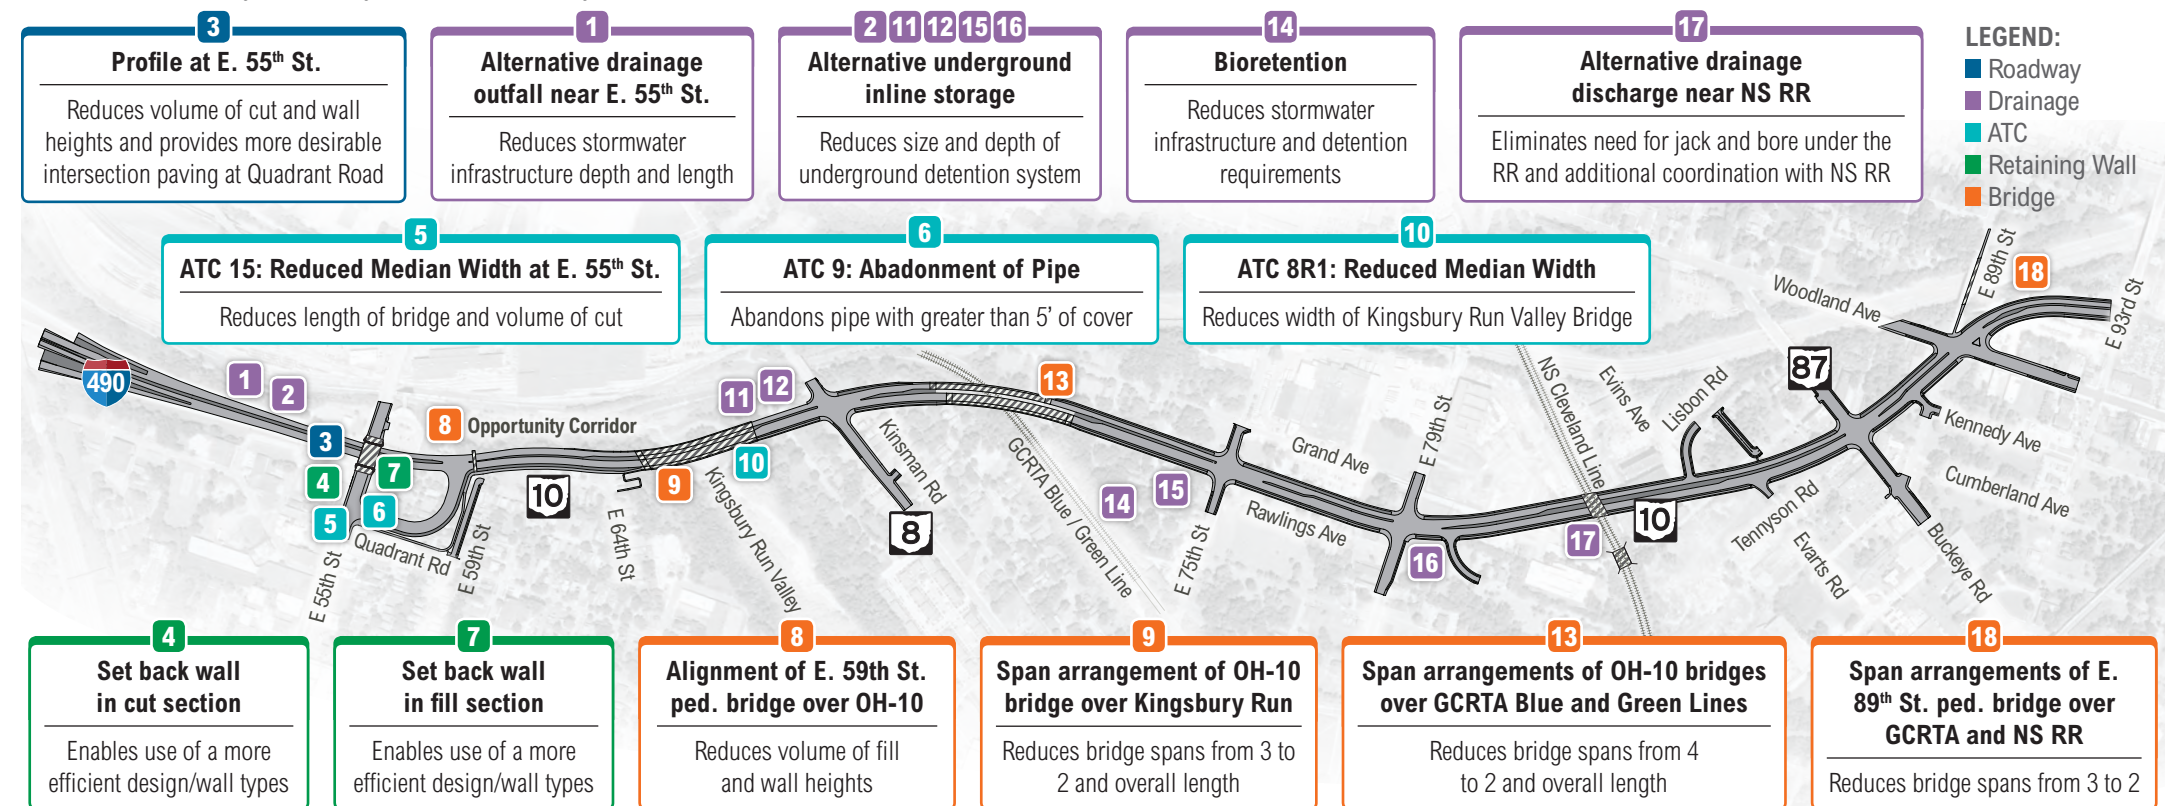 3
Profile at E. 55th St.
Reduces volume of cut and wall
heights and provides more desirable
intersection paving at Quadrant Road
1
Alternative drainage
outfall near E. 55th St.
Reduces stormwater
infrastructure depth and length
2 11 12 15 16
Alternative underground
inline storage
Reduces size and depth of
underground detention system
14
Bioretention
Reduces stormwater
infrastructure and detention
requirements
17
Alternative drainage
discharge near NS RR
Eliminates need for jack and bore under the
RR and additional coordination with NS RR
LEGEND:
Roadway
Drainage
ATC
Retaining Wall
Bridge
5
ATC 15: Reduced Median Width at E. 55th St.
Reduces length of bridge and volume of cut
6
ATC 9: Abadonment of Pipe
Abandons pipe with greater than 5’ of cover
10
ATC 8R1: Reduced Median Width
Reduces width of Kingsbury Run Valley Bridge
490
1
2
3
4
5
6
7
8
Opportunity Corridor
10
9
10
11
12
13
14
15
16
17
18
E 55th St
Quadrant Rd
E 59th St
E 64th St
Kingsbury Run Valley
Kinsman Rd
8
GCRTA Blue / Green Line
E 75th St
Rawlings Ave
Grand Ave
E 79th St
NS Cleveland Line
Evins Ave
Lisbon Rd
10
87
Woodland Ave
E 89th St
E 93rd St
Kennedy Ave
Cumberland Ave
Buckeye Rd
Tennyson Rd
Evarts Rd
4
Set back wall
in cut section
Enables use of a more
efficient design/wall types
7
Set back wall
in fill section
Enables use of a more
efficient design/wall types
8
Alignment of E. 59th St.
ped. bridge over OH-10
Reduces volume of fill
and wall heights
9
Span arrangement of OH-10
bridge over Kingsbury Run
Reduces bridge spans from 3 to
2 and overall length
13
Span arrangements of OH-10 bridges
over GCRTA Blue and Green Lines
Reduces bridge spans from 4
to 2 and overall length
18
Span arrangements of E.
89th St. ped. bridge over
GCRTA and NS RR
Reduces bridge spans from 3 to 2